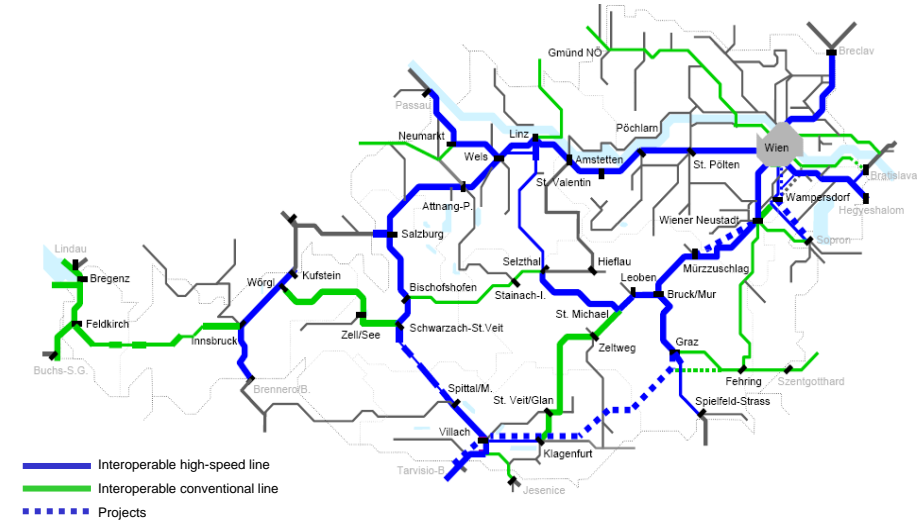 Gmünd NÖ
Breclav
Passau
Pöchlarn
Neumarkt
Linz
Wien
Wels
Amstetten
St. Pölten
St. Valentin
Bratislava
Attnang-P.
Wampersdorf
Hegyeshalom
Wiener Neustadt
Salzburg
Sopron
Lindau
Selzthal
Hieflau
Mürzzuschlag
Bregenz
Kufstein
Wörgl
Bischofshofen
Stainach-I.
Leoben
Bruck/Mur
Feldkirch
Innsbruck
Zell/See
Schwarzach-St.Veit
St. Michael
Zeltweg
Graz
Buchs-S.G.
Brennero/B
Fehring
Szentgotthard
Spittal/M.
St. Veit/Glan
Spielfeld-Strass
Villach
Klagenfurt
Tarvisio-B
Jesenice
Interoperable high-speed line
Interoperable conventional line
Projects